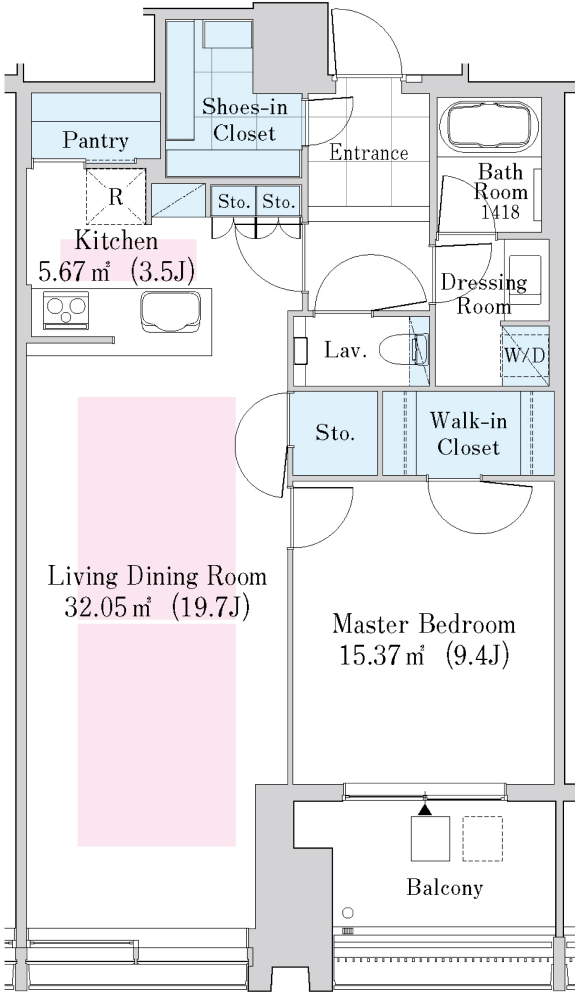 Shoes-in
Closet
Pantry
Entrance
Bath
Room
1418
R
Sto.
Sto.
Kitchen
5.67㎡ (3.5J)
Dressing
Room
Lav.
W/D
Sto.
Walk-in
Closet
Living Dining Room
32.05㎡ (19.7J)
Master Bedroom
15.37㎡ (9.4J)
Balcony